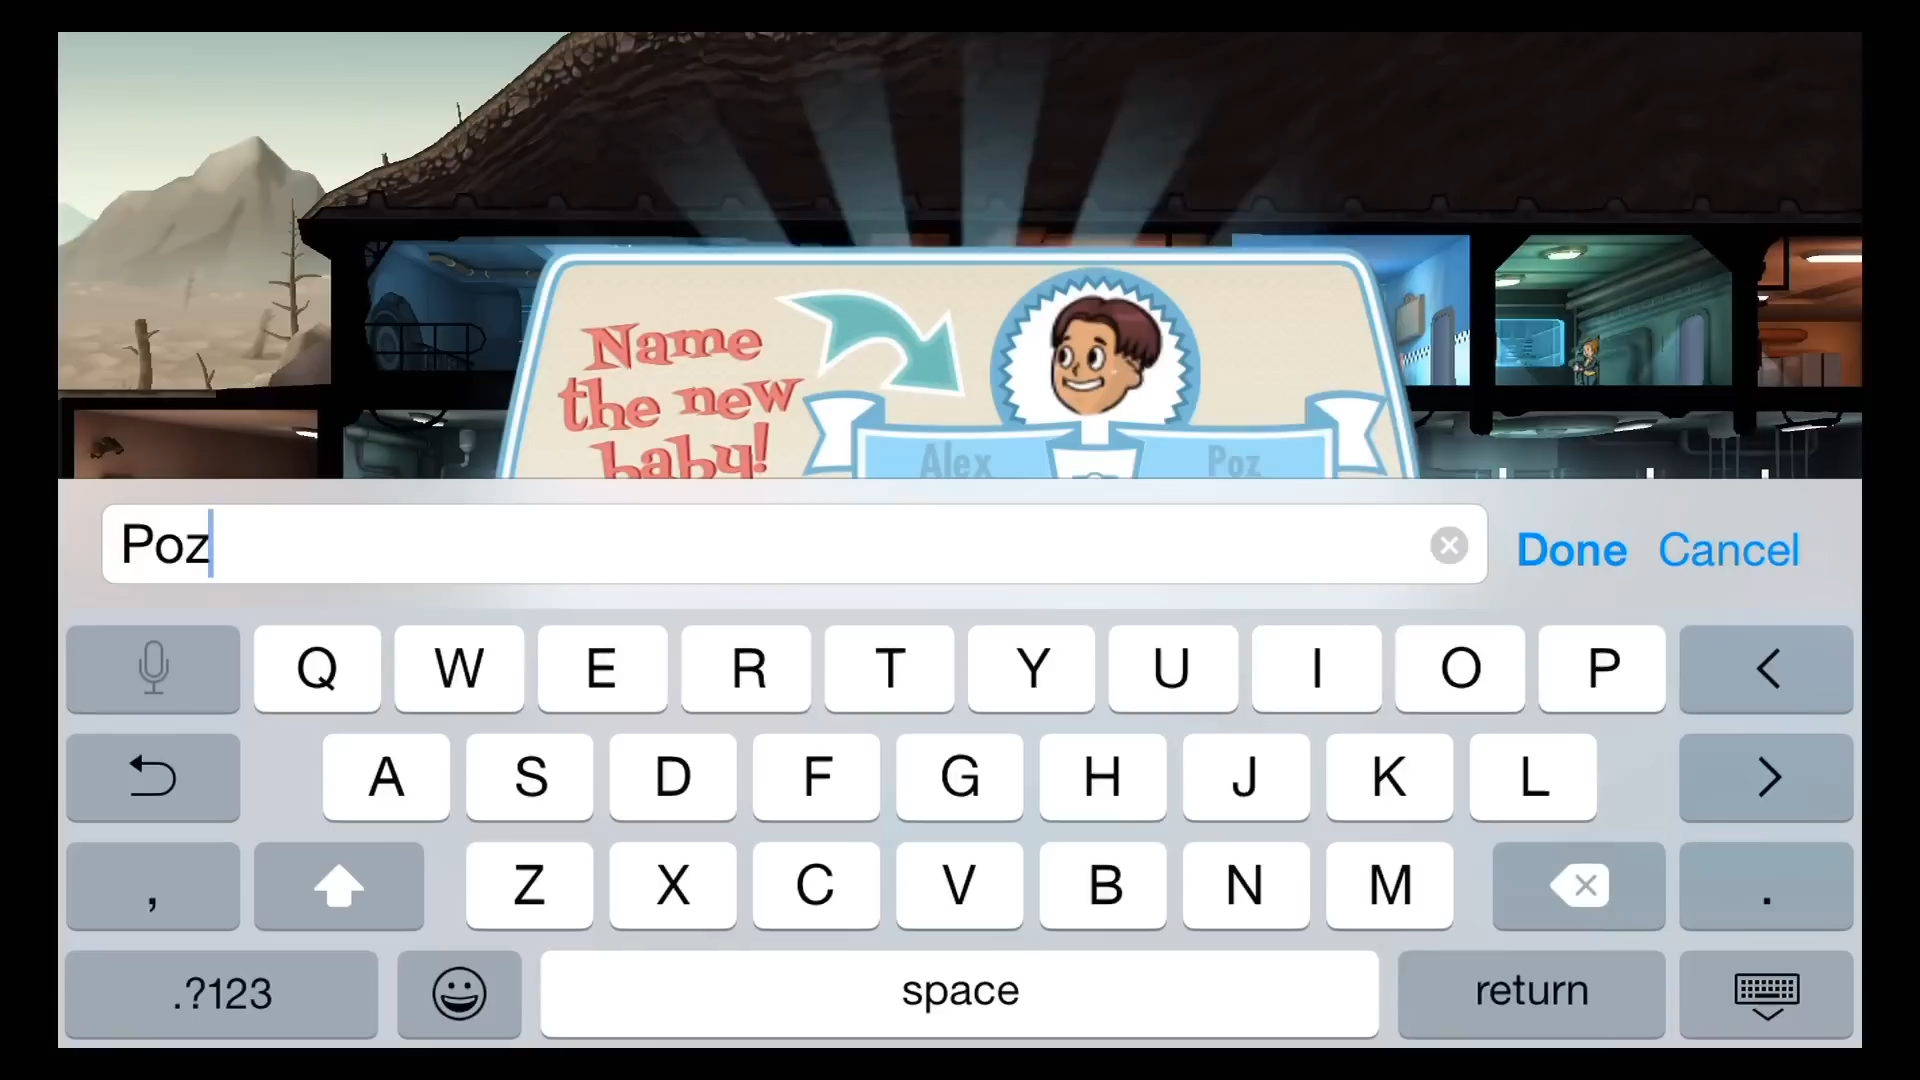 Name
the new
baby!
Alex Poz
Poz Done Cancel
Q W E R T Y U I O P <
A S D F G H J K L >
, Z X C V B N M .
.?123 space return